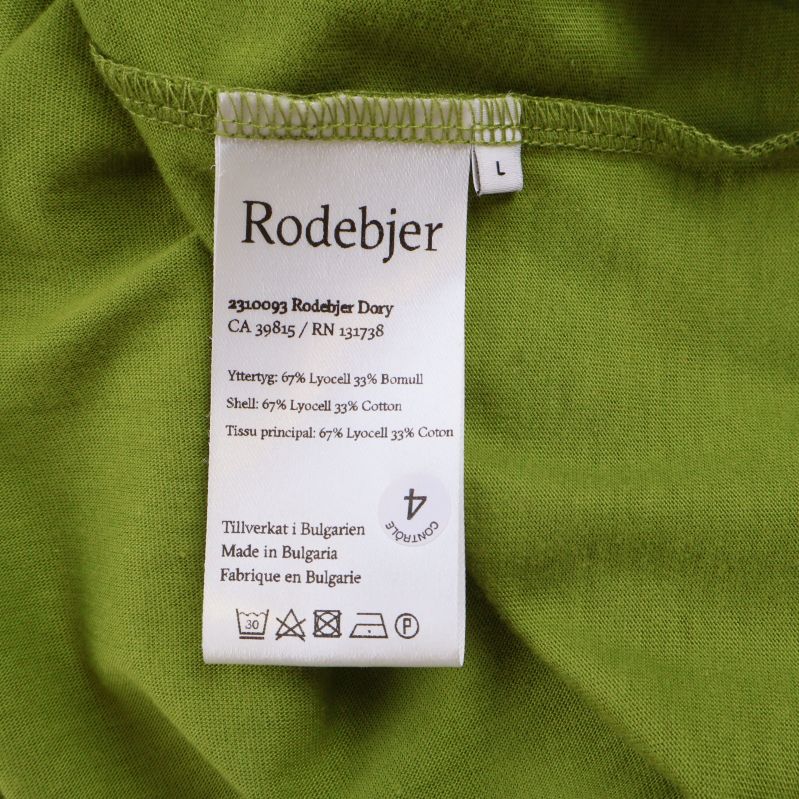 L
Rodebjer
2310093 Rodebjer Dory
CA 39815 / RN 131738
Yttertyg: 67% Lyocell 33% Bomull
Shell: 67% Lyocell 33% Cotton
Tissu principal: 67% Lyocell 33% Coton
4
CONTRÔLE
Tillverkat i Bulgarien
Made in Bulgaria
Fabrique en Bulgarie
30
P